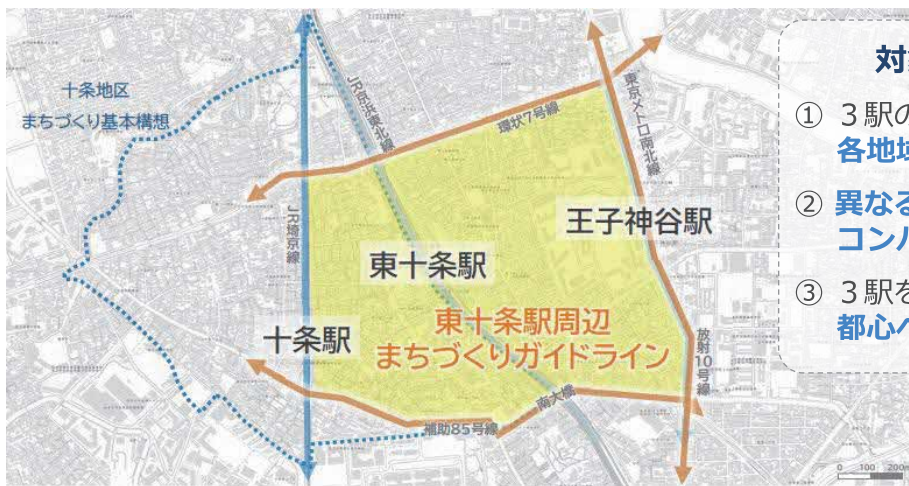 十条地区
まちづくり基本構想
JR京浜東北線
環状7号線
東京メトロ南北線
JR埼京線
王子神谷駅
東十条駅
十条駅
東十条駅周辺
まちづくりガイドライン
放射10号線
南大橋
補助85号線
0 100 200m
① 3駅の
各地域
② 異なる
③ 3駅を
都心へ